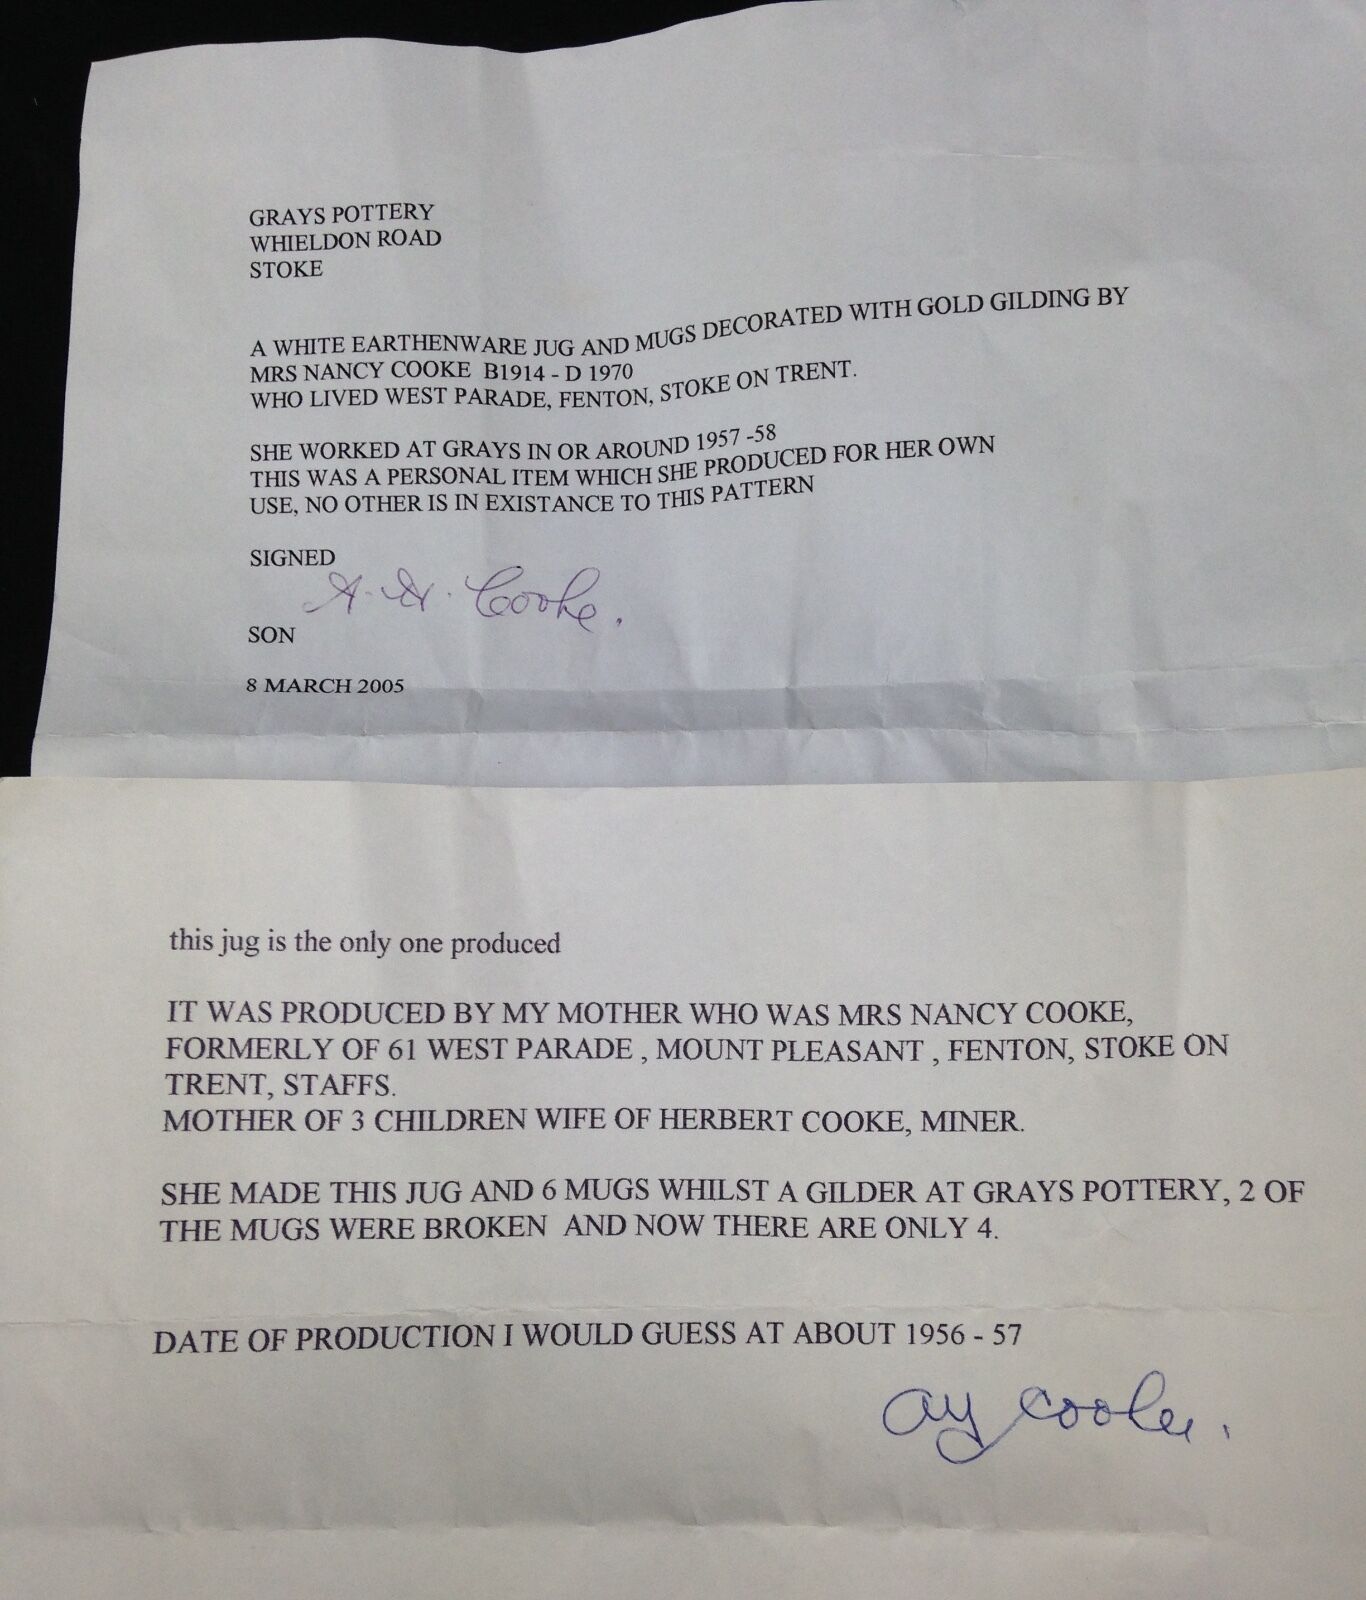 GRAYS POTTERY
WHIELDON ROAD
STOKE
A WHITE EARTHENWARE JUG AND MUGS DECORATED WITH GOLD GILDING BY
MRS NANCY COOKE B1914 - D 1970
WHO LIVED WEST PARADE, FENTON, STOKE ON TRENT.
SHE WORKED AT GRAYS IN OR AROUND 1957 -58
THIS WAS A PERSONAL ITEM WHICH SHE PRODUCED FOR HER OWN
USE, NO OTHER IS IN EXISTANCE TO THIS PATTERN
SIGNED
Cooke.
SON
8 MARCH 2005
this jug is the only one produced
IT WAS PRODUCED BY MY MOTHER WHO WAS MRS NANCY COOKE,
FORMERLY OF 61 WEST PARADE , MOUNT PLEASANT , FENTON, STOKE ON
TRENT, STAFFS.
MOTHER OF 3 CHILDREN WIFE OF HERBERT COOKE, MINER.
SHE MADE THIS JUG AND 6 MUGS WHILST A GILDER AT GRAYS POTTERY, 2 OF
THE MUGS WERE BROKEN AND NOW THERE ARE ONLY 4.
DATE OF PRODUCTION I WOULD GUESS AT ABOUT 1956 - 57
Cooke.